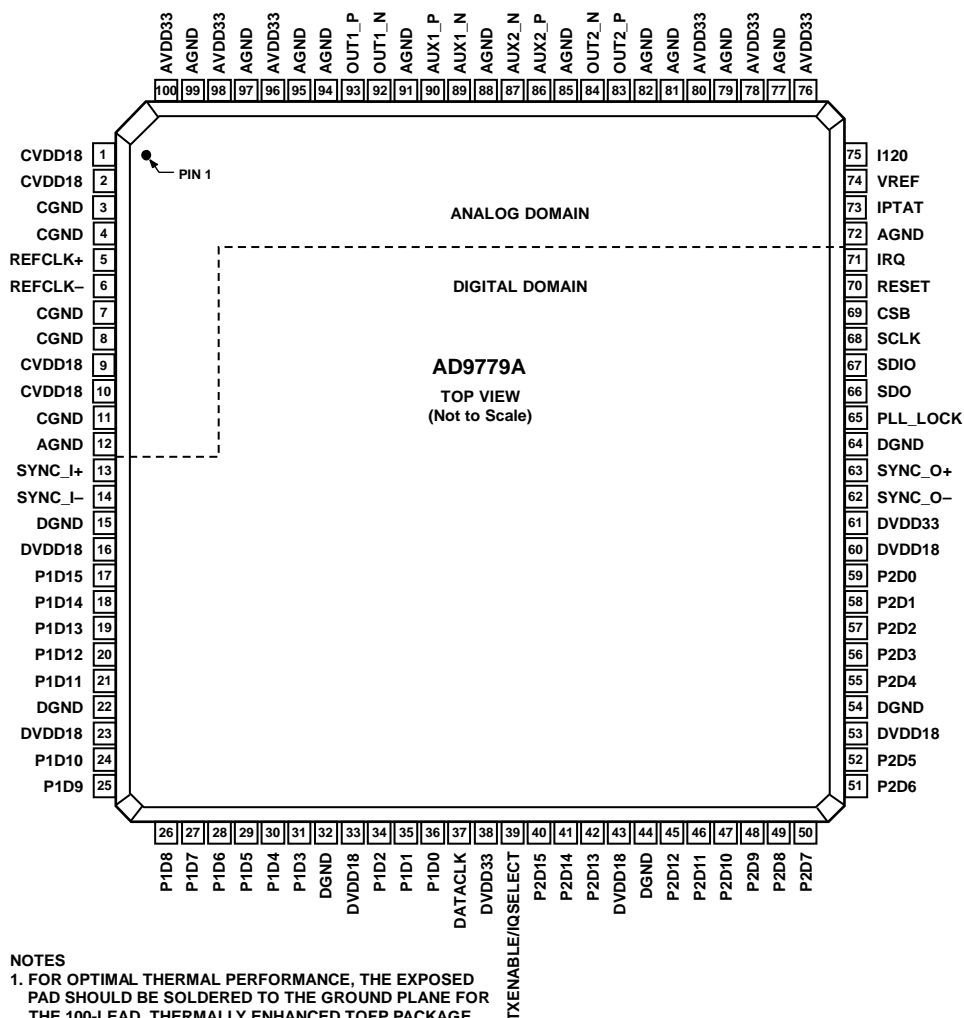 AVDD33
AGND
AVDD33
AGND
AVDD33
AGND
AGND
OUT1_P
OUT1_N
AGND
AUX1_P
AUX1_N
AGND
AUX2_N
AUX2_P
AGND
OUT2_N
OUT2_P
AGND
AGND
AVDD33
AGND
AVDD33
AGND
AVDD33
100 99 98 97 96 95 94 93 92 91 90 89 88 87 86 85 84 83 82 81 80 79 78 77 76
CVDD18 1
CVDD18 2
CGND 3
CGND 4
REFCLK+ 5
REFCLK– 6
CGND 7
CGND 8
CVDD18 9
CVDD18 10
CGND 11
AGND 12
SYNC_I+ 13
SYNC_I– 14
DGND 15
DVDD18 16
P1D15 17
P1D14 18
P1D13 19
P1D12 20
P1D11 21
DGND 22
DVDD18 23
P1D10 24
P1D9 25
PIN 1
ANALOG DOMAIN
DIGITAL DOMAIN
AD9779A
TOP VIEW
(Not to Scale)
75 I120
74 VREF
73 IPTAT
72 AGND
71 IRQ
70 RESET
69 CSB
68 SCLK
67 SDIO
66 SDO
65 PLL_LOCK
64 DGND
63 SYNC_O+
62 SYNC_O–
61 DVDD33
60 DVDD18
59 P2D0
58 P2D1
57 P2D2
56 P2D3
55 P2D4
54 DGND
53 DVDD18
52 P2D5
51 P2D6
26 27 28 29 30 31 32 33 34 35 36 37 38 39 40 41 42 43 44 45 46 47 48 49 50
P1D8
P1D7
P1D6
P1D5
P1D4
P1D3
DGND
DVDD18
P1D2
P1D1
P1D0
DATACLK
DVDD33
TXENABLE/IQSELECT
P2D15
P2D14
P2D13
DVDD18
DGND
P2D12
P2D11
P2D10
P2D9
P2D8
P2D7
NOTES
1. FOR OPTIMAL THERMAL PERFORMANCE, THE EXPOSED
PAD SHOULD BE SOLDERED TO THE GROUND PLANE FOR
THE 100-LEAD, THERMALLY ENHANCED TQFP PACKAGE.